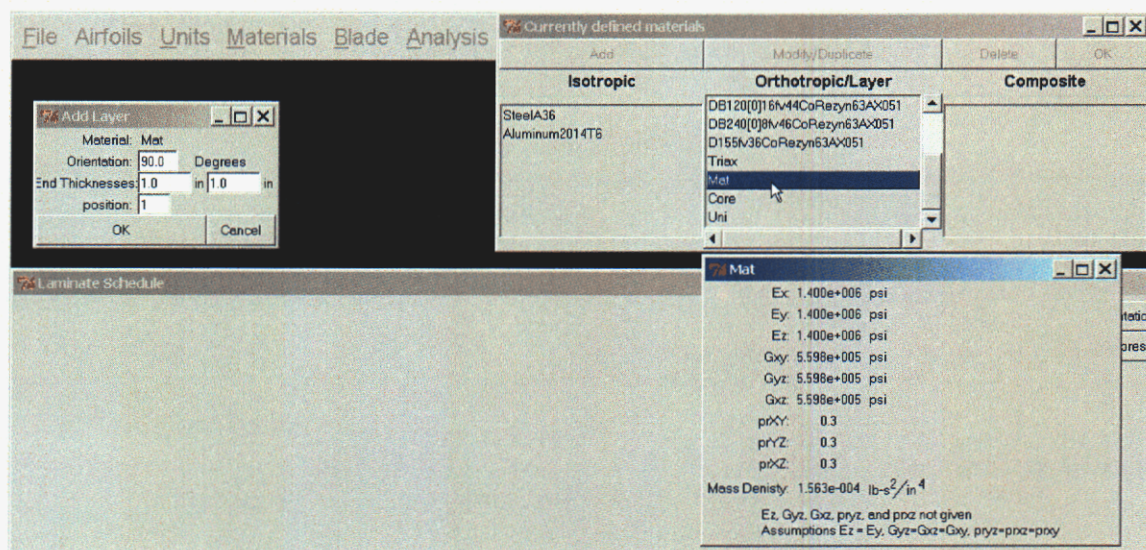 File Airfoils Units Materials Blade Analysis
Currently defined materials
Add Modify/Duplicate Delete OK
Isotropic Orthotropic/Layer Composite
SteelA36
Aluminum2014T6
DB120[0]16fv44CoRezyn63AX051
DB240[0]8fv46CoRezyn63AX051
D155fv36CoRezyn63AX051
Triax
Mat
Core
Uni
Add Layer
Material: Mat
Orientation: 90.0 Degrees
End Thicknesses: 1.0 in 1.0 in
position: 1
OK Cancel
Laminate Schedule
Mat
Ex: 1.400e+006 psi
Ey: 1.400e+006 psi
Ez: 1.400e+006 psi
Gxy: 5.598e+005 psi
Gyz: 5.598e+005 psi
Gxz: 5.598e+005 psi
prXY: 0.3
prYZ: 0.3
prXZ: 0.3
Mass Denisty: 1.563e-004 lb-s^2/in^4
Ez, Gyz, Gxz, pryz, and prxz not given
Assumptions Ez = Ey, Gyz=Gxz=Gxy, pryz=prxz=prxy